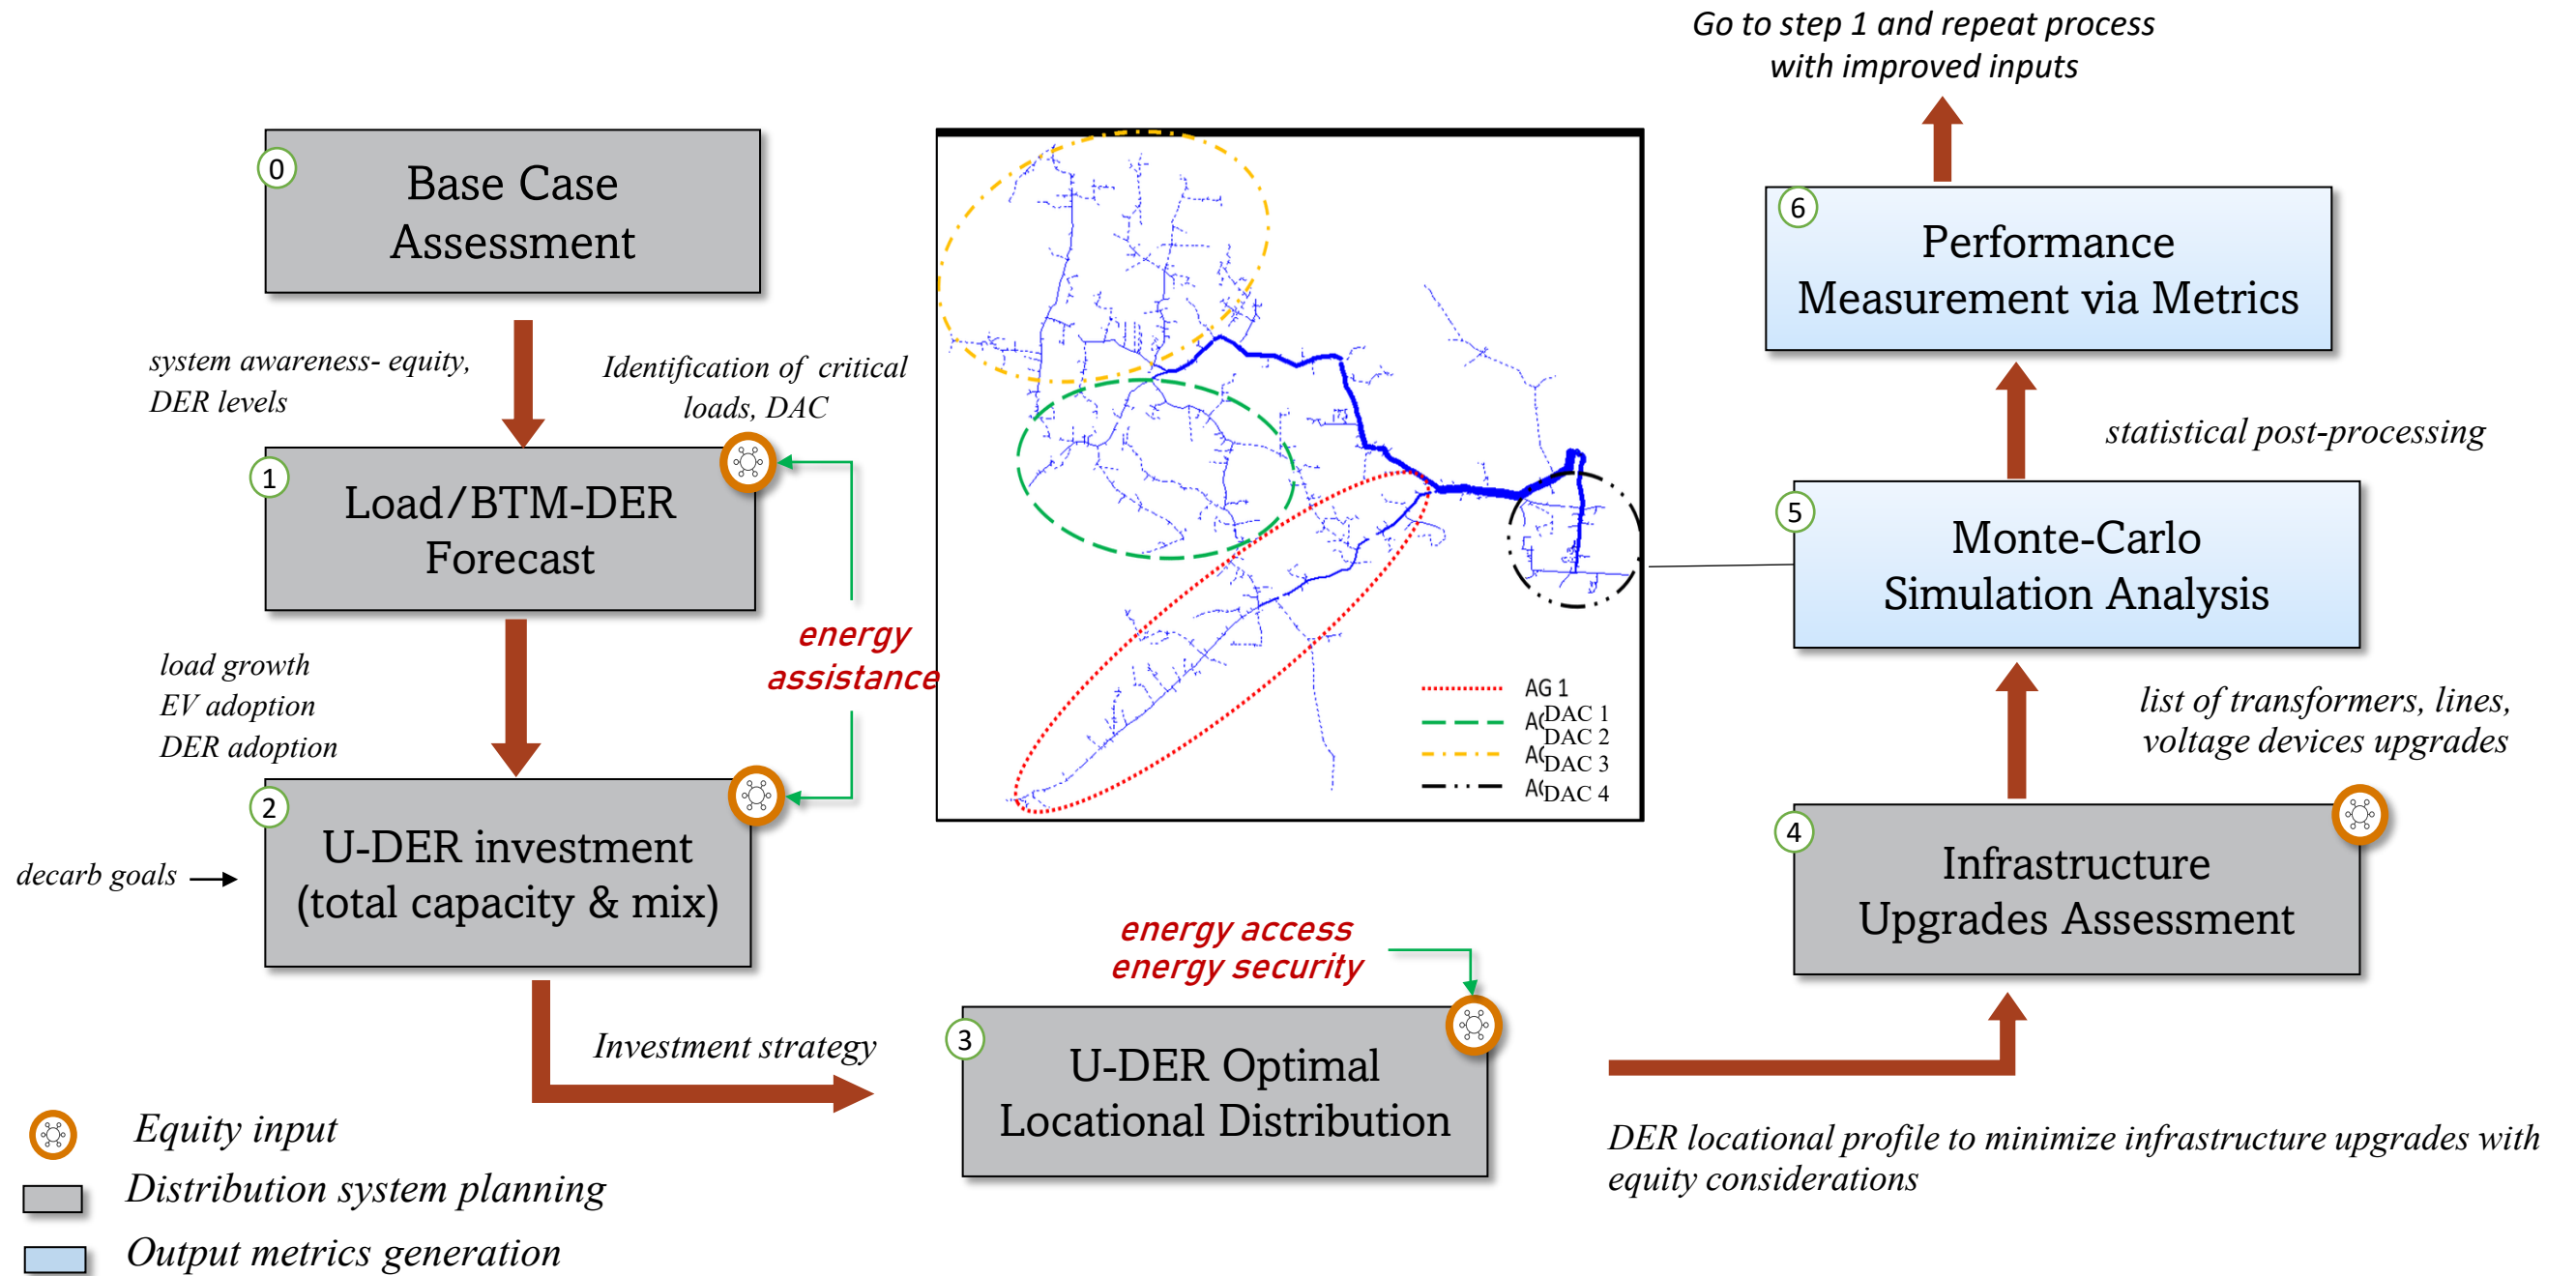 Go to step 1 and repeat process
with improved inputs
0
Base Case
Assessment
system awareness- equity,
DER levels
Identification of critical
loads, DAC
1
Load/BTM-DER
Forecast
load growth
EV adoption
DER adoption
energy
assistance
2
U-DER investment
(total capacity & mix)
decarb goals
Investment strategy
AG 1
DAC 1
DAC 2
DAC 3
DAC 4
energy access
energy security
3
U-DER Optimal
Locational Distribution
DER locational profile to minimize infrastructure upgrades with
equity considerations
4
Infrastructure
Upgrades Assessment
list of transformers, lines,
voltage devices upgrades
5
Monte-Carlo
Simulation Analysis
statistical post-processing
6
Performance
Measurement via Metrics
Equity input
Distribution system planning
Output metrics generation